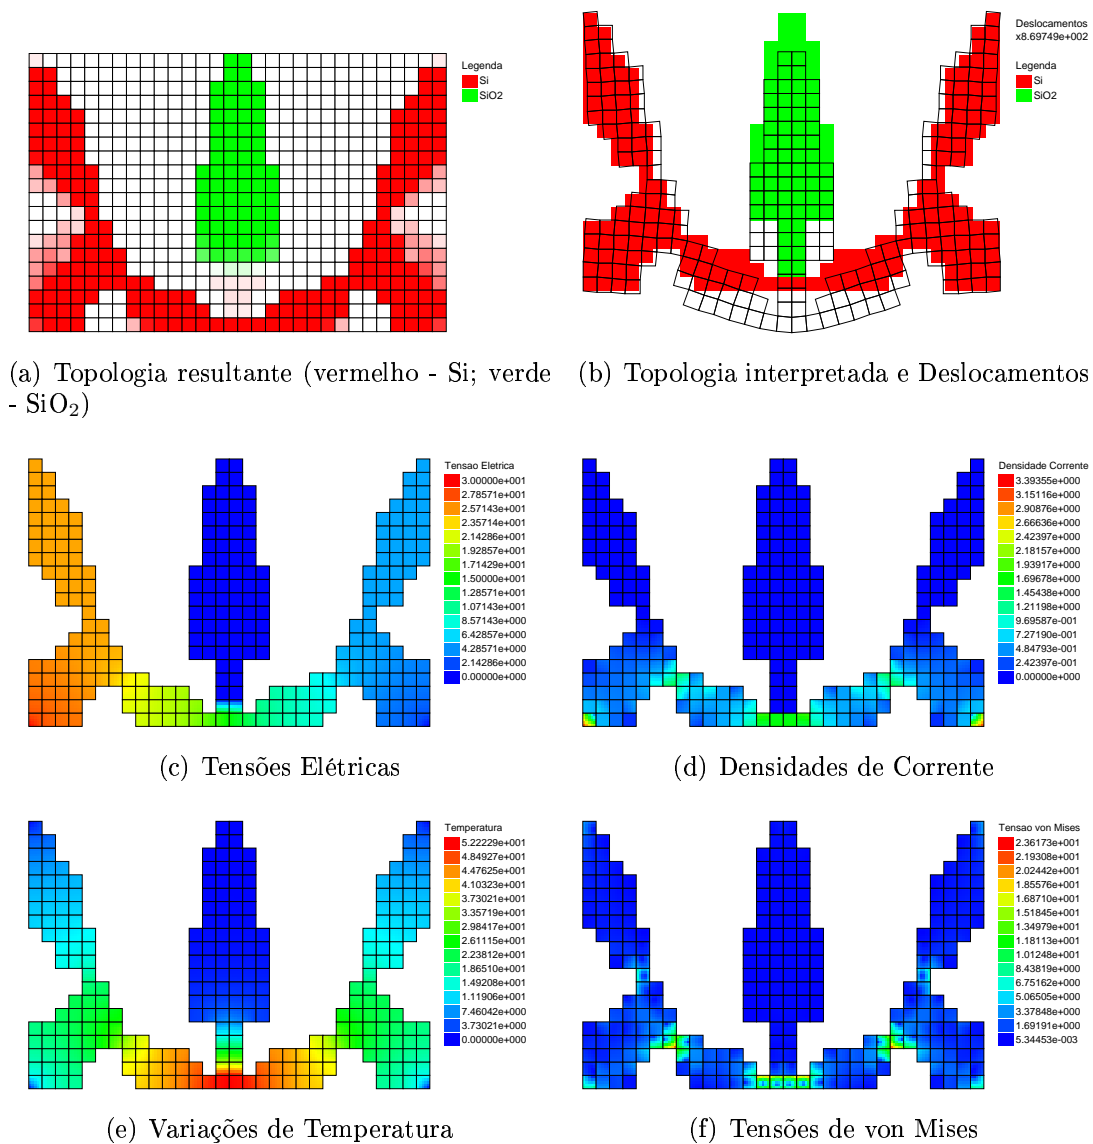 Legenda
Si
SiO2
Deslocamentos
x8.69749e+002
Legenda
Si
SiO2
(a) Topologia resultante (vermelho - Si; verde
- SiO₂)
(b) Topologia interpretada e Deslocamentos
Tensao Eletrica
3.00000e+001
2.78571e+001
2.57143e+001
2.35714e+001
2.14286e+001
1.92857e+001
1.71429e+001
1.50000e+001
1.28571e+001
1.07143e+001
8.57143e+000
6.42857e+000
4.28571e+000
2.14286e+000
0.00000e+000
Densidade Corrente
3.39355e+000
3.15116e+000
2.90876e+000
2.66636e+000
2.42397e+000
2.18157e+000
1.93917e+000
1.69678e+000
1.45438e+000
1.21198e+000
9.69587e-001
7.27190e-001
4.84793e-001
2.42397e-001
0.00000e+000
(c) Tensões Elétricas
(d) Densidades de Corrente
Temperatura
5.22229e+001
4.84927e+001
4.47625e+001
4.10323e+001
3.73021e+001
3.35719e+001
2.98417e+001
2.61115e+001
2.23812e+001
1.86510e+001
1.49208e+001
1.11906e+001
7.46042e+000
3.73021e+000
0.00000e+000
Tensao von Mises
2.36173e+001
2.19308e+001
2.02442e+001
1.85576e+001
1.68710e+001
1.51845e+001
1.34979e+001
1.18113e+001
1.01248e+001
8.43819e+000
6.75162e+000
5.06505e+000
3.37848e+000
1.69191e+000
5.34453e-003
(e) Variações de Temperatura
(f) Tensões de von Mises